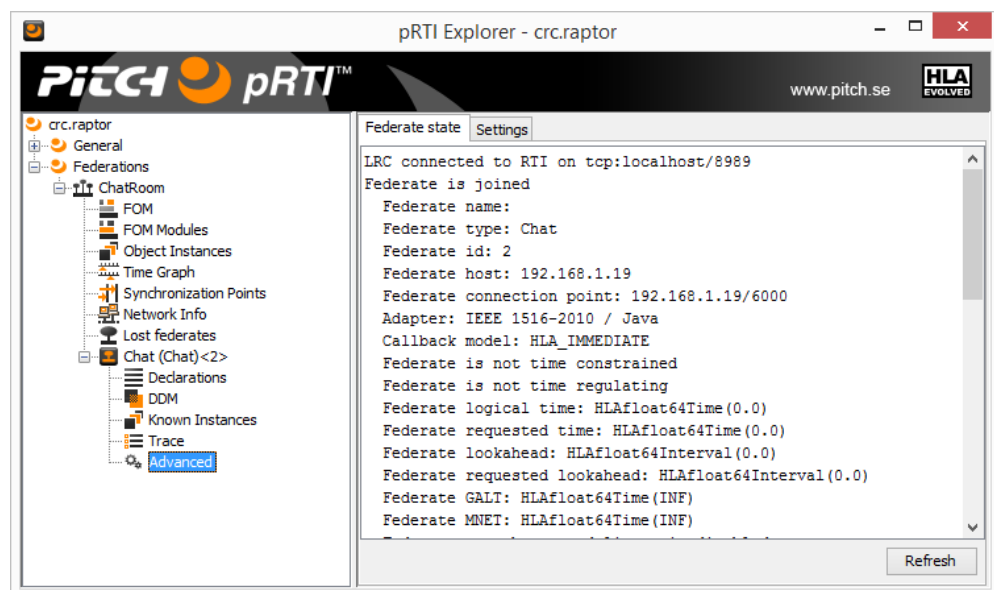 pRTI Explorer - crc.raptor
PITCH pRTI™
www.pitch.se
HLA
EVOLVED
crc.raptor
General
Federations
ChatRoom
FOM
FOM Modules
Object Instances
Time Graph
Synchronization Points
Network Info
Lost federates
Chat (Chat)<2>
Declarations
DDM
Known Instances
Trace
Advanced
Federate state Settings
LRC connected to RTI on tcp:localhost/8989
Federate is joined
Federate name:
Federate type: Chat
Federate id: 2
Federate host: 192.168.1.19
Federate connection point: 192.168.1.19/6000
Adapter: IEEE 1516-2010 / Java
Callback model: HLA_IMMEDIATE
Federate is not time constrained
Federate is not time regulating
Federate logical time: HLAfloat64Time(0.0)
Federate requested time: HLAfloat64Time(0.0)
Federate lookahead: HLAfloat64Interval(0.0)
Federate requested lookahead: HLAfloat64Interval(0.0)
Federate GALT: HLAfloat64Time(INF)
Federate MNET: HLAfloat64Time(INF)
Refresh